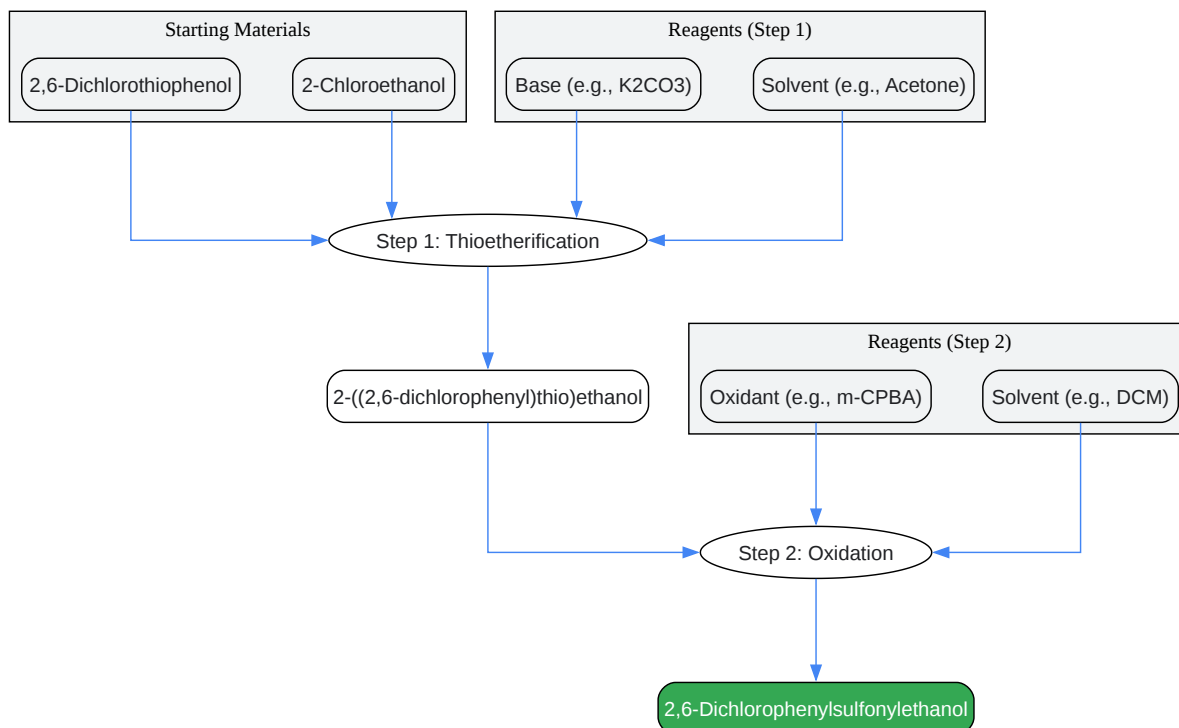 Starting Materials
Reagents (Step 1)
2,6-Dichlorothiophenol
2-Chloroethanol
Base (e.g., K2CO3)
Solvent (e.g., Acetone)
Step 1: Thioetherification
Reagents (Step 2)
2-((2,6-dichlorophenyl)thio)ethanol
Oxidant (e.g., m-CPBA)
Solvent (e.g., DCM)
Step 2: Oxidation
2,6-Dichlorophenylsulfonylethanol